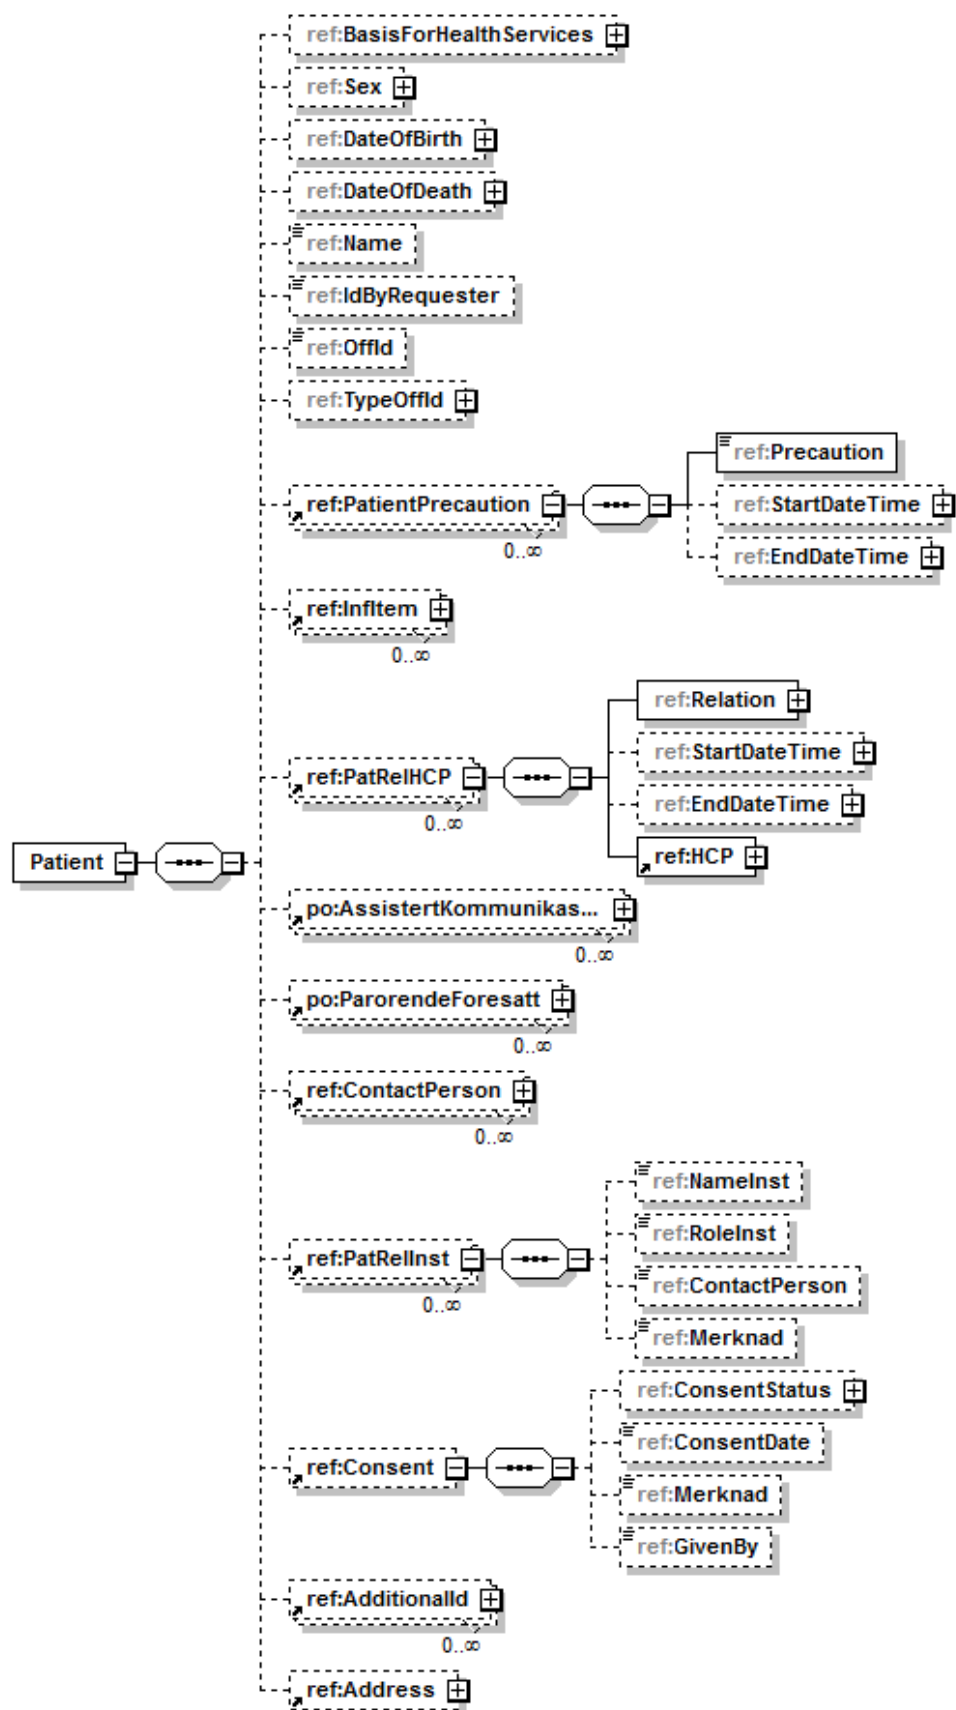 ref:BasisForHealthServices
ref:Sex
ref:DateOfBirth
ref:DateOfDeath
ref:Name
ref:IdByRequester
ref:OffId
ref:TypeOffId
ref:PatientPrecaution
0..∞
ref:Precaution
ref:StartDateTime
ref:EndDateTime
ref:InfItem
0..∞
ref:PatRelHCP
0..∞
ref:Relation
ref:StartDateTime
ref:EndDateTime
ref:HCP
Patient
po:AssistertKommunikas...
0..∞
po:ParorendeForesatt
0..∞
ref:ContactPerson
0..∞
ref:PatRelInst
0..∞
ref:NameInst
ref:RoleInst
ref:ContactPerson
ref:Merknad
ref:Consent
ref:ConsentStatus
ref:ConsentDate
ref:Merknad
ref:GivenBy
ref:AdditionalId
0..∞
ref:Address